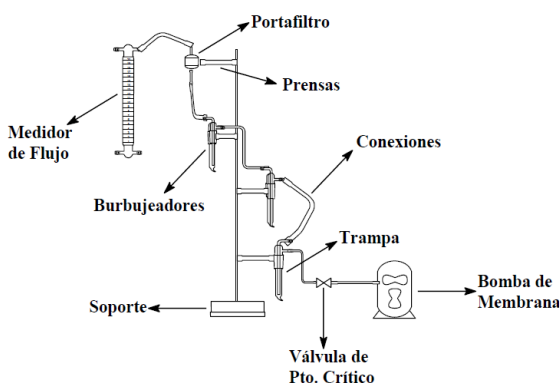 Portafiltro
Prensas
Medidor
de Flujo
Conexiones
Burbujeadores
Trampa
Bomba de
Membrana
Soporte
Válvula de
Pto. Crítico